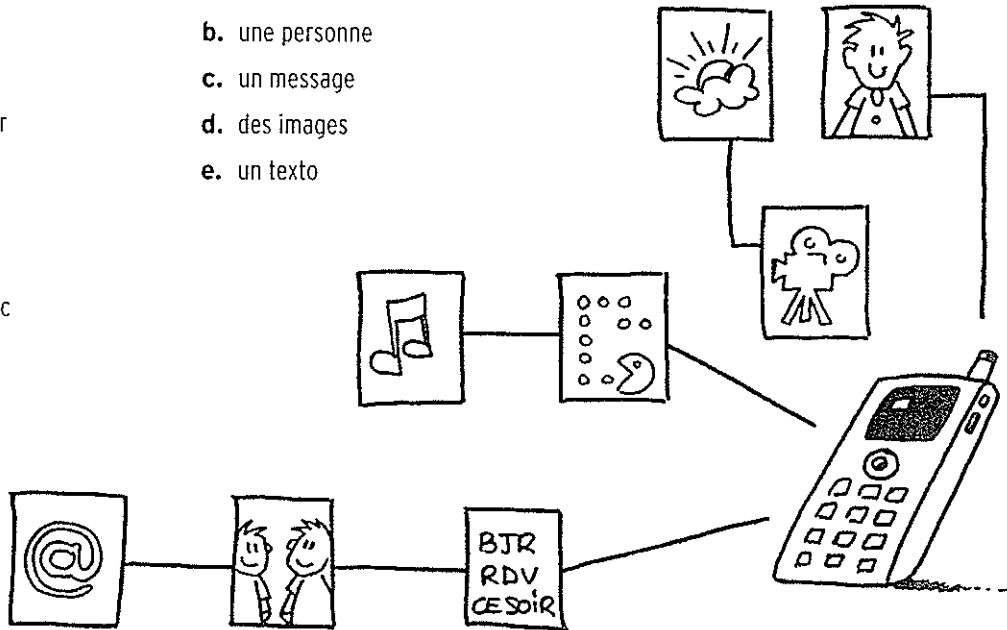 b. une personne
c. un message
r
d. des images
e. un texto
c
@
BJR
RDV
CE SOIR